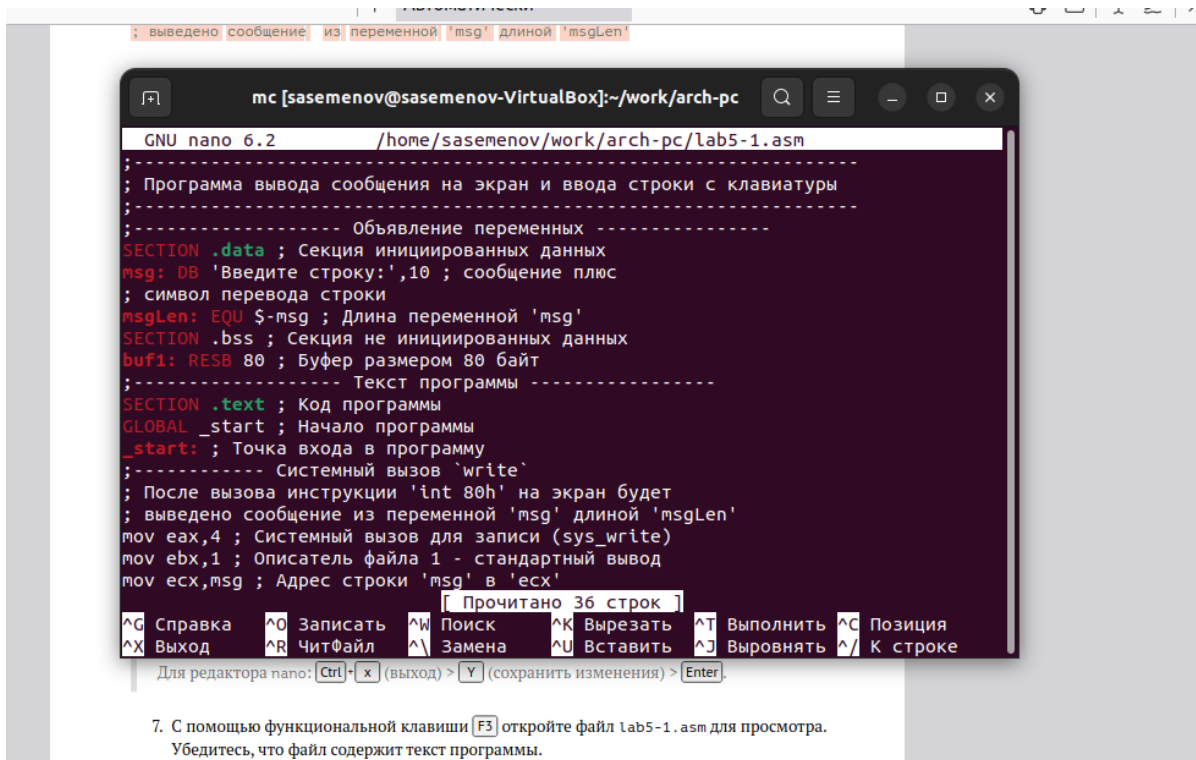 Автоматически
; выведено сообщение из переменной 'msg' длиной 'msgLen'
mc [sasemenov@sasemenov-VirtualBox]:~/work/arch-pc
GNU nano 6.2 /home/sasemenov/work/arch-pc/lab5-1.asm
;------------------------------------------------------------------
; Программа вывода сообщения на экран и ввода строки с клавиатуры
;------------------------------------------------------------------
;------------------- Объявление переменных ----------------
SECTION .data ; Секция инициированных данных
msg: DB 'Введите строку:',10 ; сообщение плюс
; символ перевода строки
msgLen: EQU $-msg ; Длина переменной 'msg'
SECTION .bss ; Секция не инициированных данных
buf1: RESB 80 ; Буфер размером 80 байт
;------------------- Текст программы -----------------
SECTION .text ; Код программы
GLOBAL _start ; Начало программы
_start: ; Точка входа в программу
;------------ Системный вызов `write`
; После вызова инструкции 'int 80h' на экран будет
; выведено сообщение из переменной 'msg' длиной 'msgLen'
mov eax,4 ; Системный вызов для записи (sys_write)
mov ebx,1 ; Описатель файла 1 - стандартный вывод
mov ecx,msg ; Адрес строки 'msg' в 'ecx'
[ Прочитано 36 строк ]
^G Справка ^O Записать ^W Поиск ^K Вырезать ^T Выполнить ^C Позиция
^X Выход ^R ЧитФайл ^\ Замена ^U Вставить ^J Выровнять ^/ К строке
Для редактора nano: Ctrl + x (выход) > Y (сохранить изменения) > Enter.
7. С помощью функциональной клавиши F3 откройте файл lab5-1.asm для просмотра.
Убедитесь, что файл содержит текст программы.